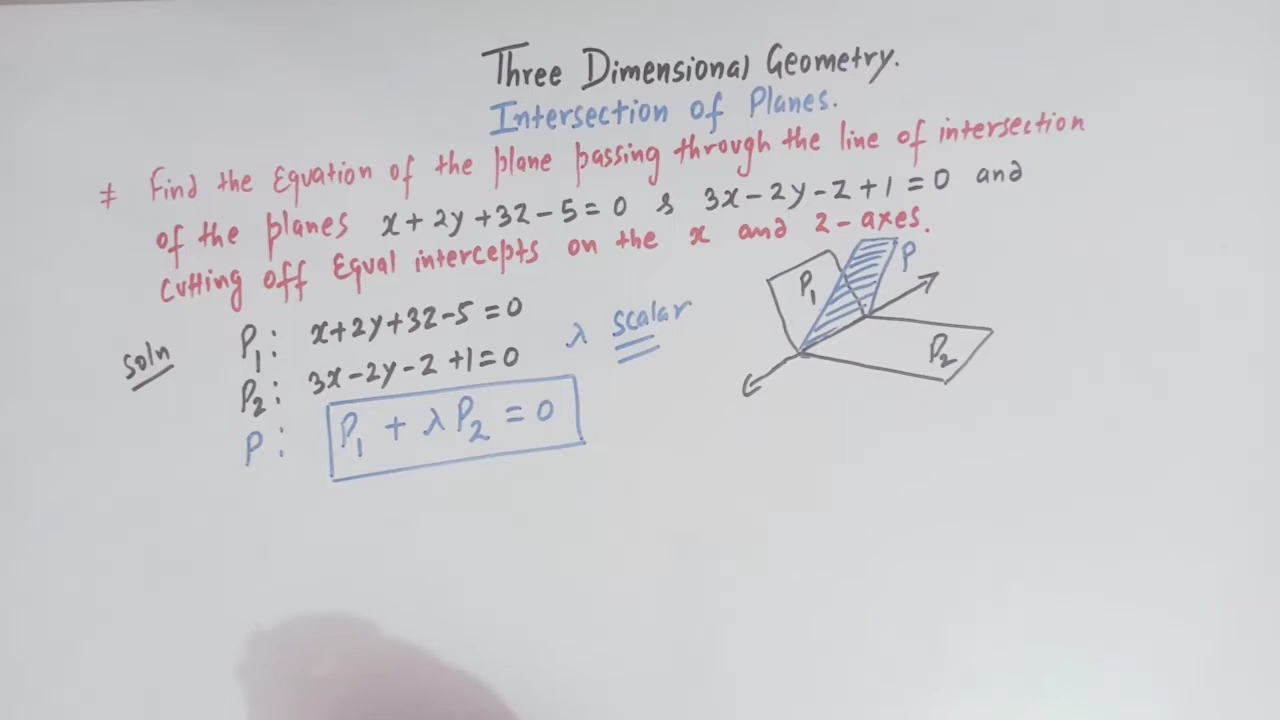 Three Dimensional Geometry.
Intersection of Planes.
# Find the Equation of the plane passing through the line of intersection
of the planes x + 2y + 3z - 5 = 0 & 3x - 2y - z + 1 = 0 and
cutting off Equal intercepts on the x and z-axes.
soln P₁: x + 2y + 3z - 5 = 0
λ scalar
P₂: 3x - 2y - z + 1 = 0
P: P₁ + λP₂ = 0
P₁
P
P₂